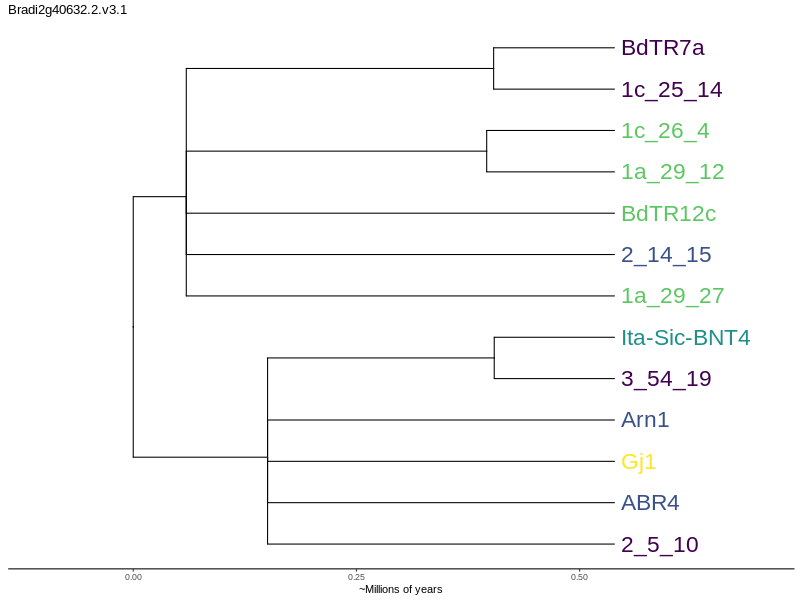 Bradi2g40632.2.v3.1
BdTR7a
1c_25_14
1c_26_4
1a_29_12
BdTR12c
2_14_15
1a_29_27
Ita-Sic-BNT4
3_54_19
Arn1
Gj1
ABR4
2_5_10
0.00 0.25 0.50
~Millions of years